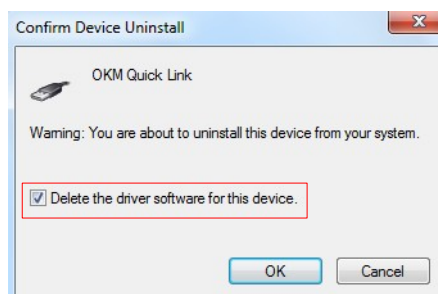 Confirm Device Uninstall
OKM Quick Link
Warning: You are about to uninstall this device from your system.
Delete the driver software for this device.
OK Cancel